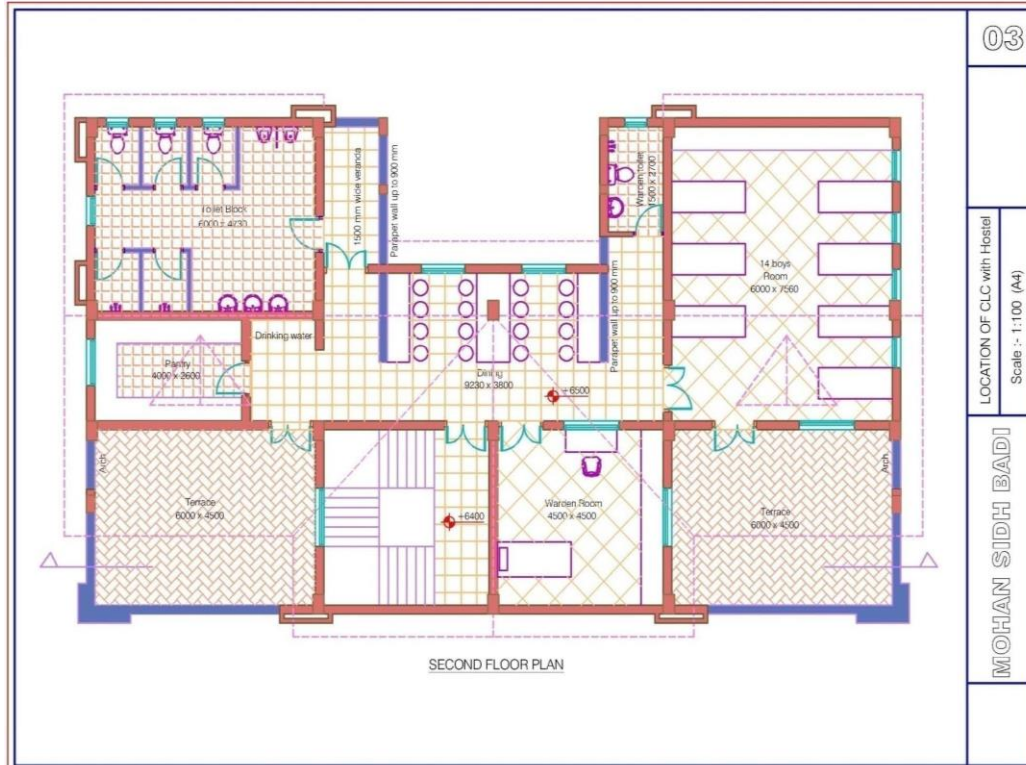 03
1500 mm wide veranda
Parapet wall up to 900 mm
Warden toilet
1500 x 2700
Toilet Block
6000 x 4730
14 boys
Room
6000 x 7560
Parapet wall up to 900 mm
Drinking water
Pantry
4000 x 2600
Dining
9230 x 3800
+6500
Arch
Terrace
6000 x 4500
+6400
Warden Room
4500 x 4500
Arch
Terrace
6000 x 4500
SECOND FLOOR PLAN
LOCATION OF CLC with Hostel
Scale :- 1:100 (A4)
MOHAN SIDH BADI